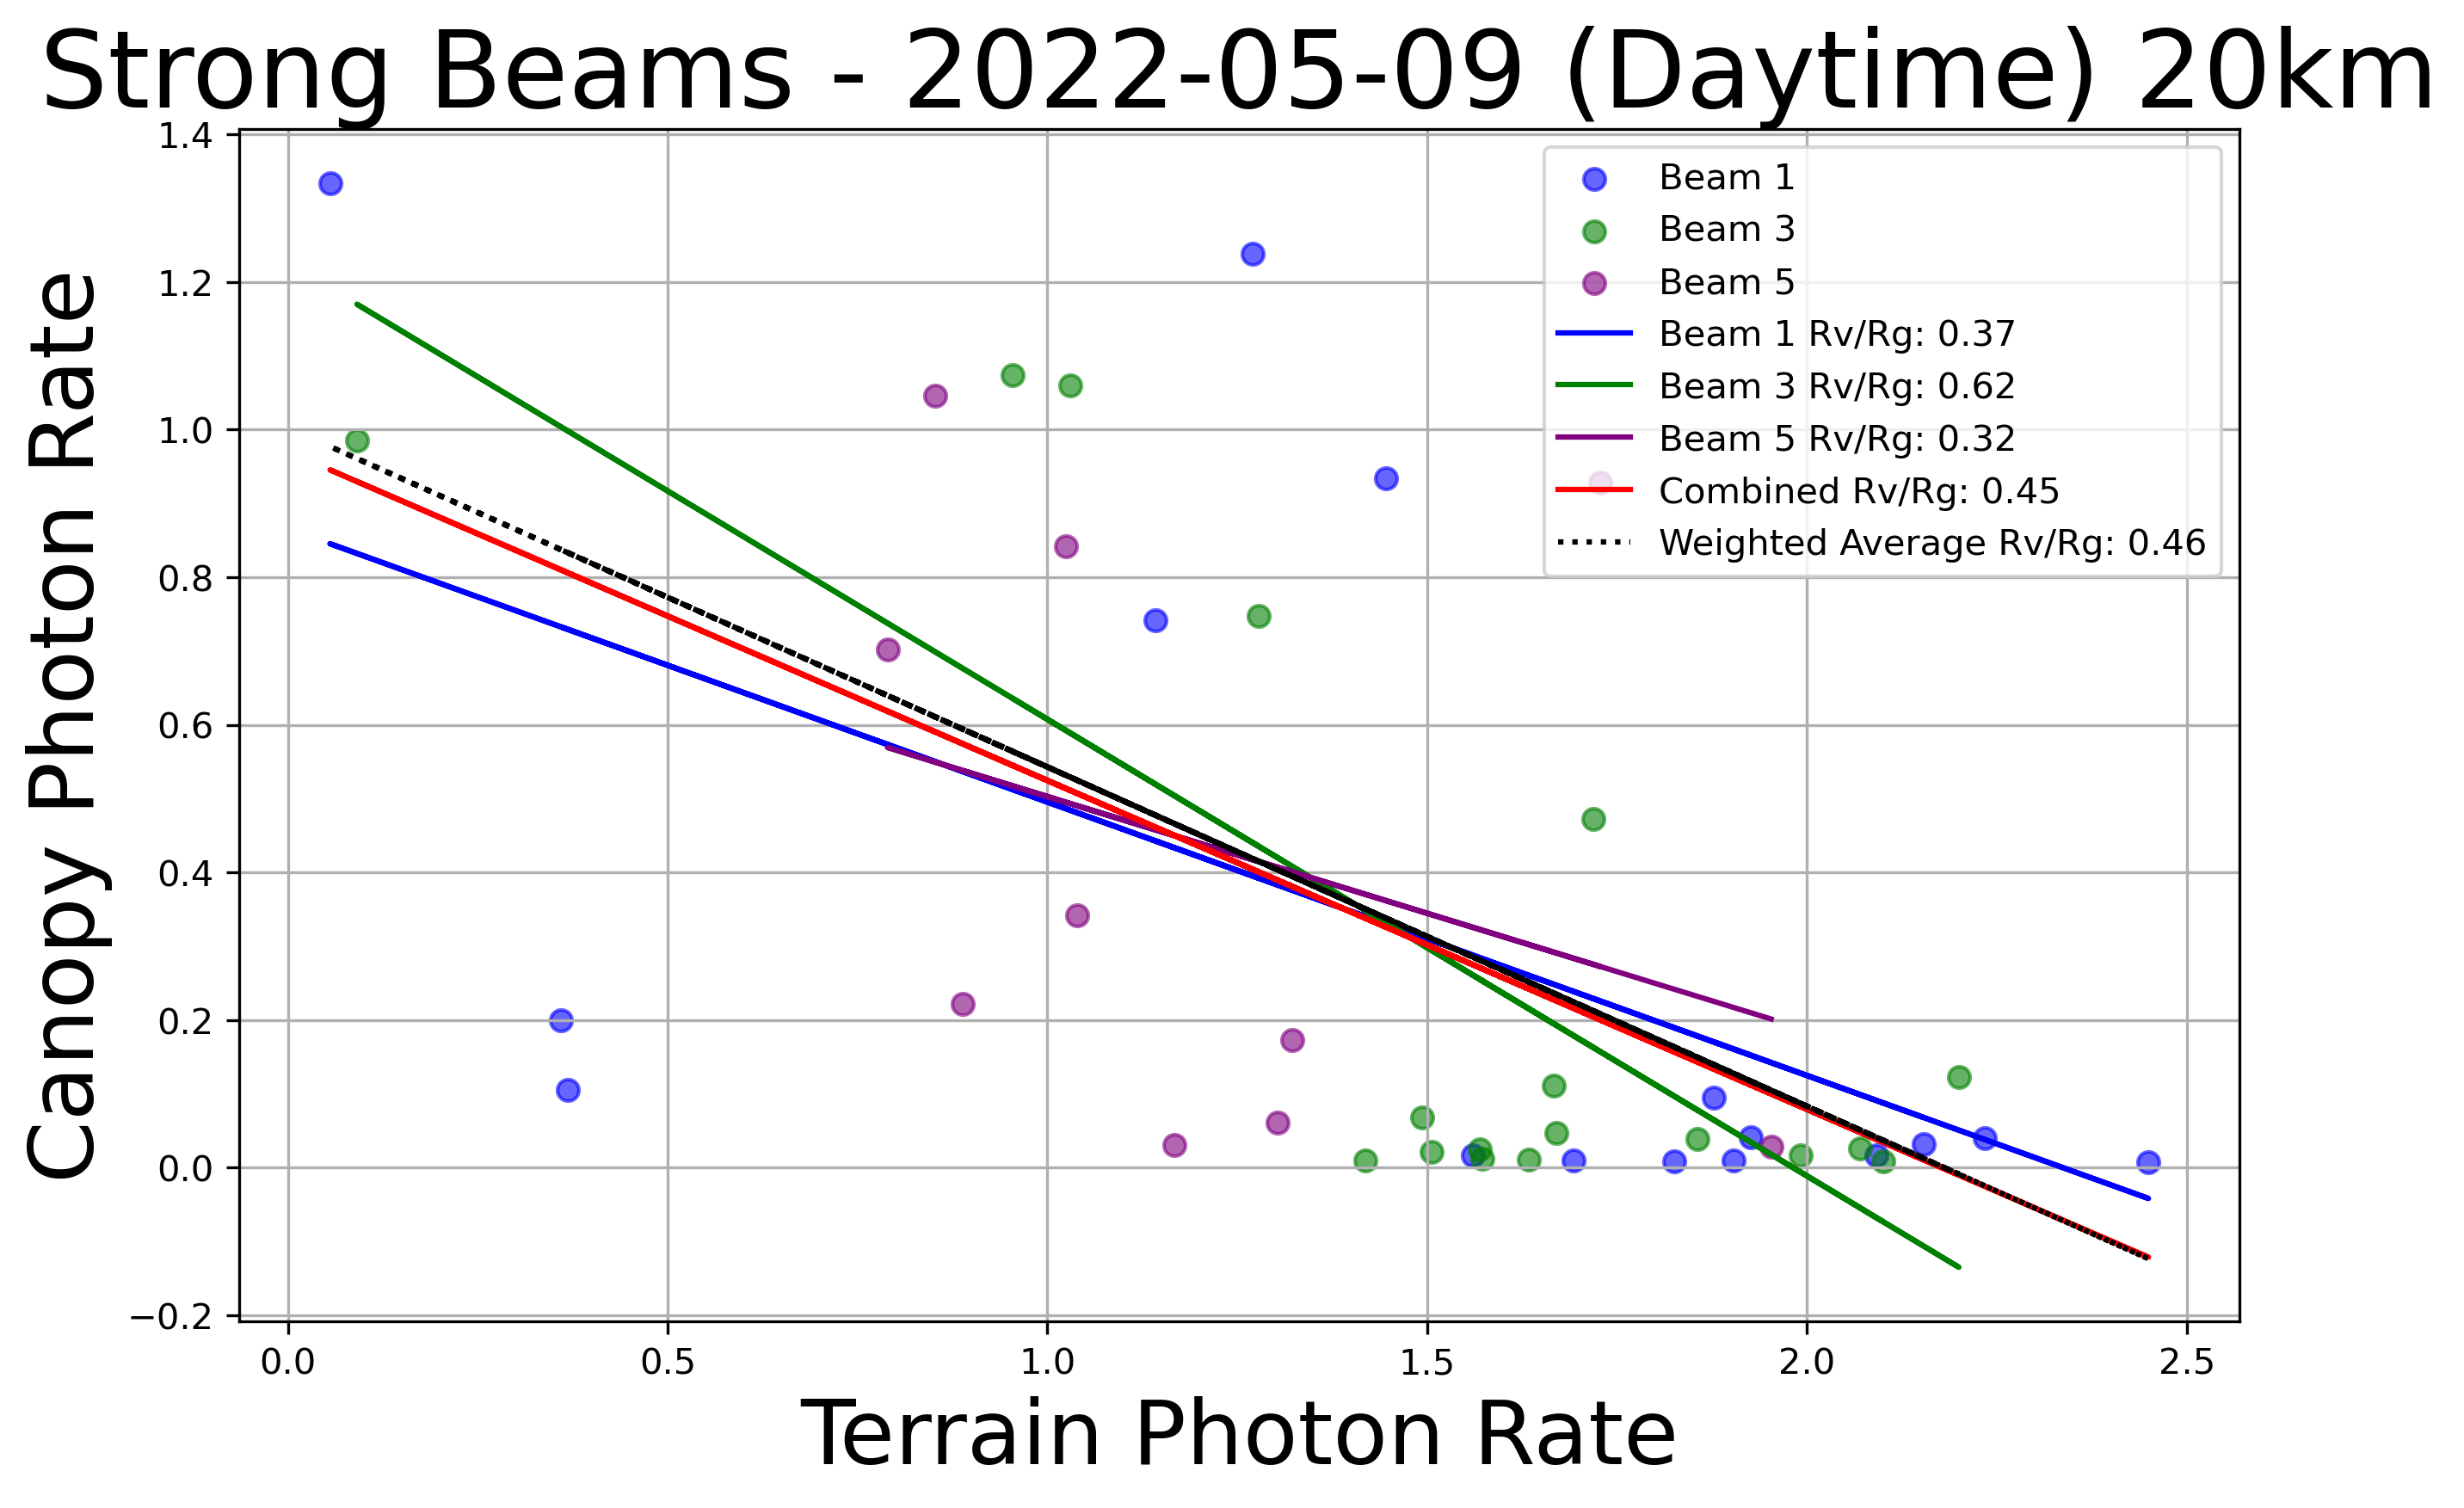 Strong Beams - 2022-05-09 (Daytime) 20km
Canopy Photon Rate
1.4
1.2
1.0
0.8
0.6
0.4
0.2
0.0
−0.2
Beam 1
Beam 3
Beam 5
Beam 1 Rv/Rg: 0.37
Beam 3 Rv/Rg: 0.62
Beam 5 Rv/Rg: 0.32
Combined Rv/Rg: 0.45
Weighted Average Rv/Rg: 0.46
0.0 0.5 1.0 1.5 2.0 2.5
Terrain Photon Rate